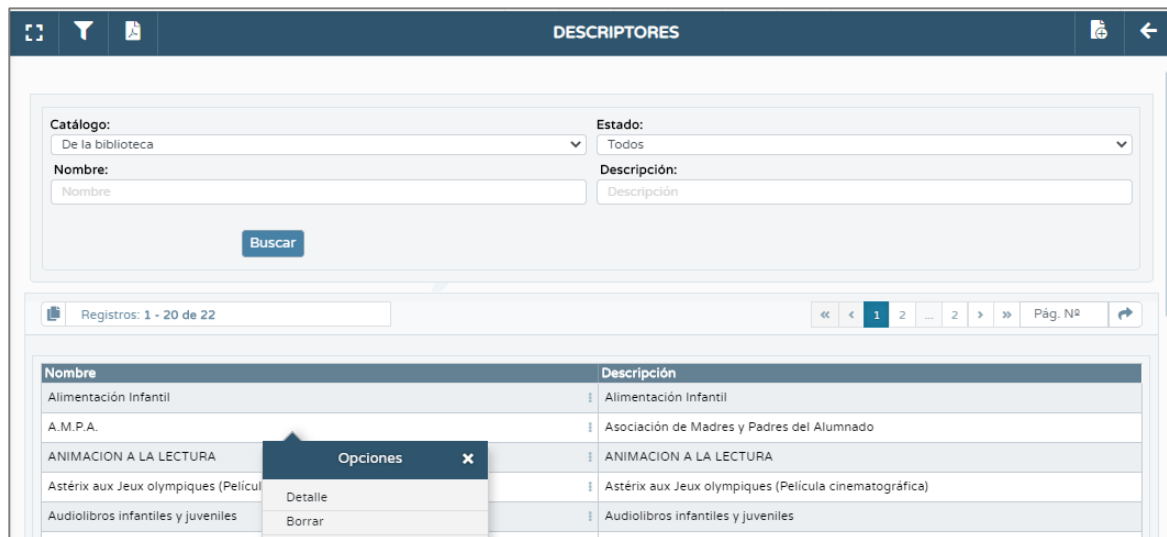 DESCRIPTORES
Catálogo: Estado:
De la biblioteca Todos
Nombre: Descripción:
Nombre Descripción
Buscar
Registros: 1 - 20 de 22 « ‹ 1 2 ... 2 › » Pág. Nº
Nombre Descripción
Alimentación Infantil Alimentación Infantil
A.M.P.A. Asociación de Madres y Padres del Alumnado
ANIMACION A LA LECTURA Opciones × ANIMACION A LA LECTURA
Astérix aux Jeux olympiques (Películ Detalle Astérix aux Jeux olympiques (Película cinematográfica)
Audiolibros infantiles y juveniles Borrar Audiolibros infantiles y juveniles